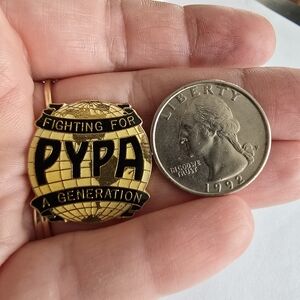 FIGHTING FOR
PYPA
A GENERATION
LIBERTY
IN GOD WE
TRUST
1992